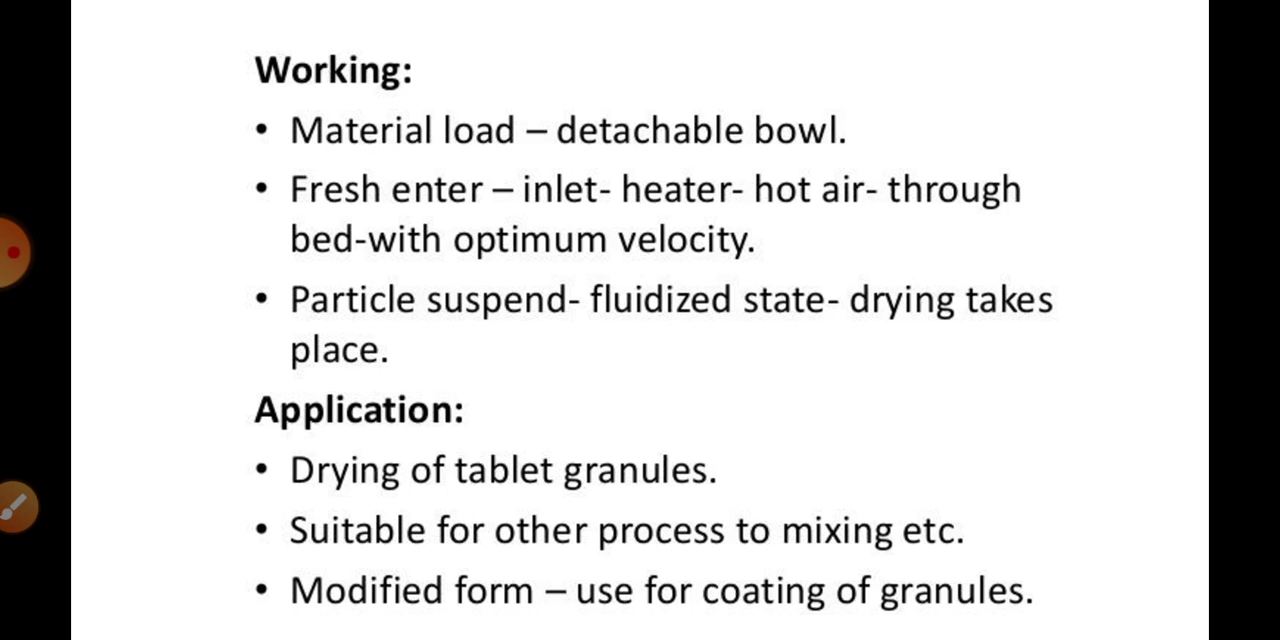 Working:
• Material load – detachable bowl.
• Fresh enter – inlet- heater- hot air- through
bed-with optimum velocity.
• Particle suspend- fluidized state- drying takes
place.
Application:
• Drying of tablet granules.
• Suitable for other process to mixing etc.
• Modified form – use for coating of granules.